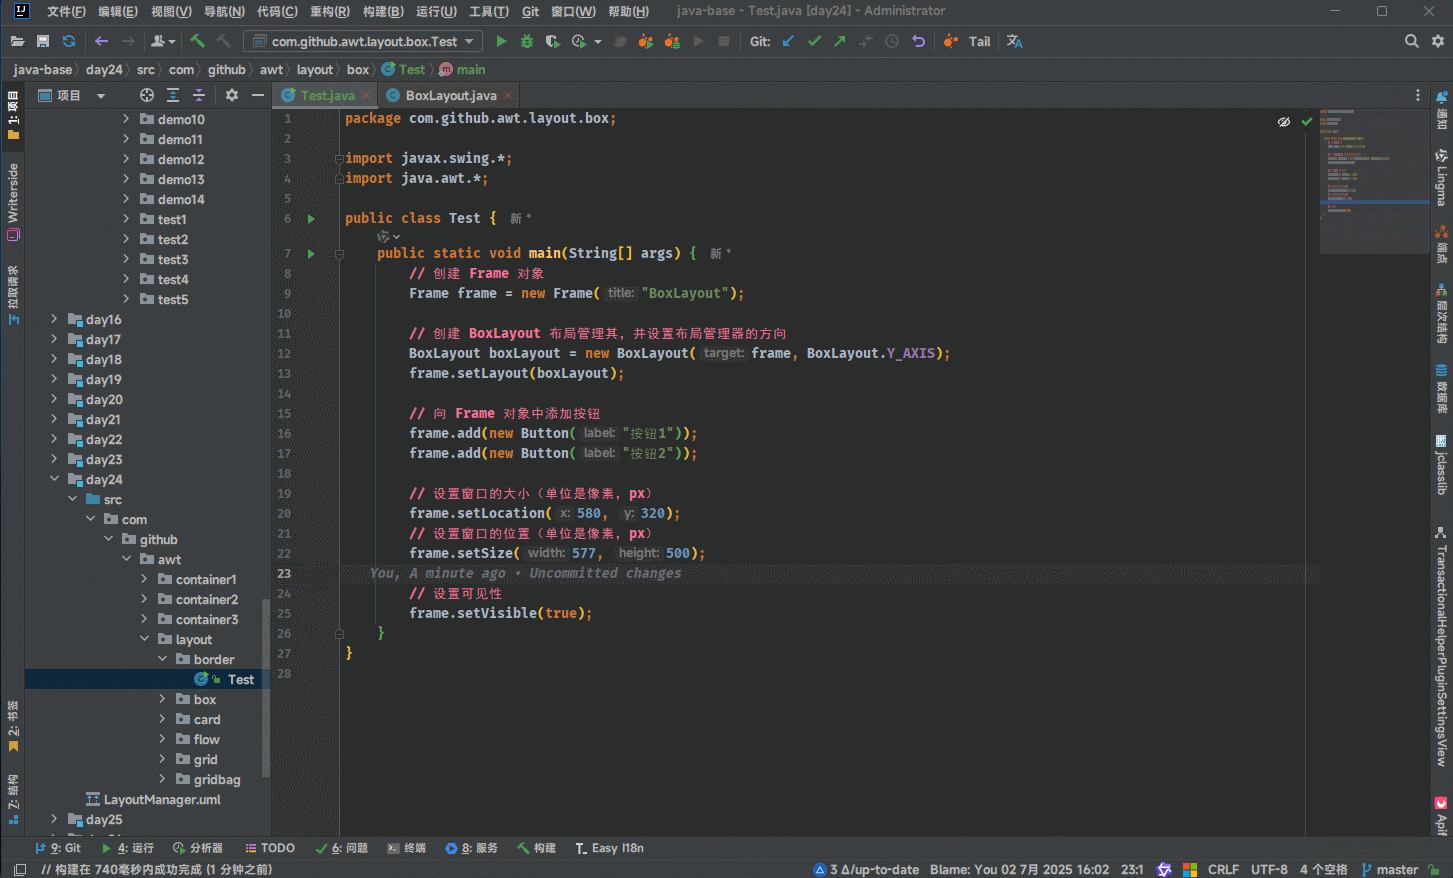 文件(F) 编辑(E) 视图(V) 导航(N) 代码(C) 重构(R) 构建(B) 运行(U) 工具(T) Git 窗口(W) 帮助(H) java-base - Test.java [day24] - Administrator
com.github.awt.layout.box.Test Git: Tail
java-base day24 src com github awt layout box Test main
项目
Test.java BoxLayout.java
1: 项目
Writerside
拉取请求
2: 书签
7: 结构
demo10
demo11
demo12
demo13
demo14
test1
test2
test3
test4
test5
day16
day17
day18
day19
day20
day21
day22
day23
day24
src
com
github
awt
container1
container2
container3
layout
border
Test
box
card
flow
grid
gridbag
LayoutManager.uml
day25
1 package com.github.awt.layout.box;
2
3 import javax.swing.*;
4 import java.awt.*;
5
6 public class Test { 新 *
7 public static void main(String[] args) { 新 *
8 // 创建 Frame 对象
9 Frame frame = new Frame( title: "BoxLayout");
10
11 // 创建 BoxLayout 布局管理其，并设置布局管理器的方向
12 BoxLayout boxLayout = new BoxLayout( target: frame, BoxLayout.Y_AXIS);
13 frame.setLayout(boxLayout);
14
15 // 向 Frame 对象中添加按钮
16 frame.add(new Button( label: "按钮1"));
17 frame.add(new Button( label: "按钮2"));
18
19 // 设置窗口的大小（单位是像素，px）
20 frame.setLocation( x: 580, y: 320);
21 // 设置窗口的位置（单位是像素，px）
22 frame.setSize( width: 577, height: 500);
23 You, A minute ago • Uncommitted changes
24 // 设置可见性
25 frame.setVisible(true);
26 }
27 }
28
通知
Lingma
端点
层次结构
数据库
jclasslib
TransactionalHelperPluginSettingsView
Apif
9: Git 4: 运行 分析器 TODO 6: 问题 终端 8: 服务 构建 Easy I18n
// 构建在 740毫秒内成功完成 (1 分钟之前) 3 Δ/up-to-date Blame: You 02 7月 2025 16:02 23:1 CRLF UTF-8 4 个空格 master